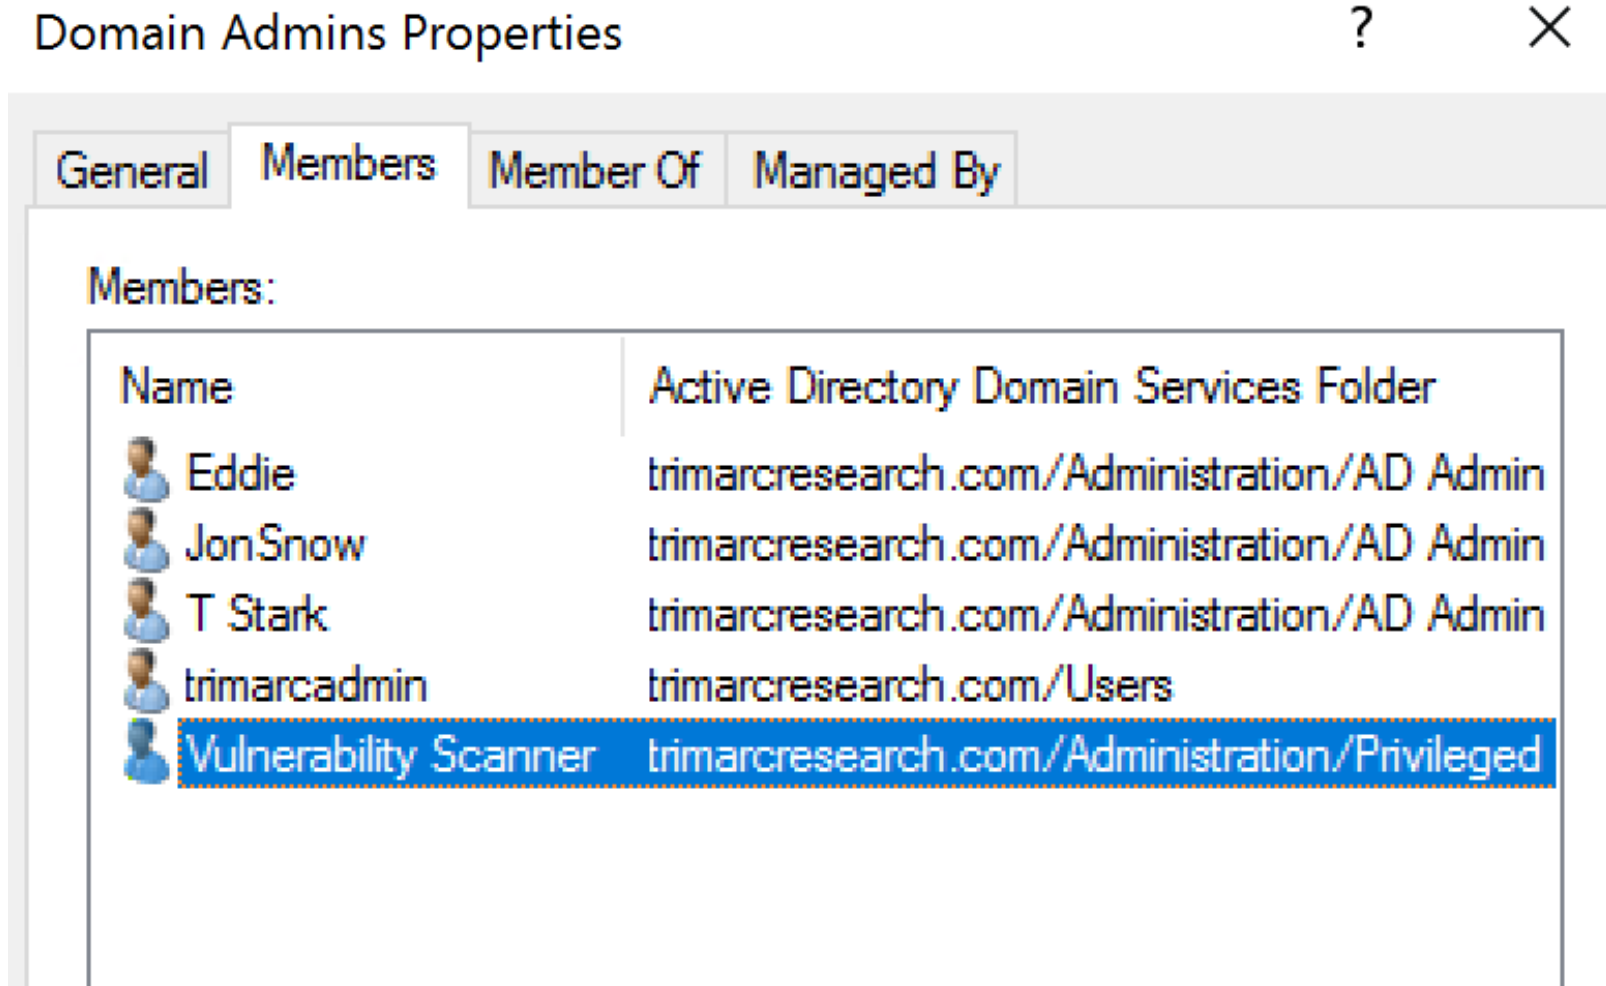 Domain Admins Properties ? ×
General Members Member Of Managed By
Members:
Name Active Directory Domain Services Folder
Eddie trimarcresearch.com/Administration/AD Admin
JonSnow trimarcresearch.com/Administration/AD Admin
T Stark trimarcresearch.com/Administration/AD Admin
trimarcadmin trimarcresearch.com/Users
Vulnerability Scanner trimarcresearch.com/Administration/Privileged